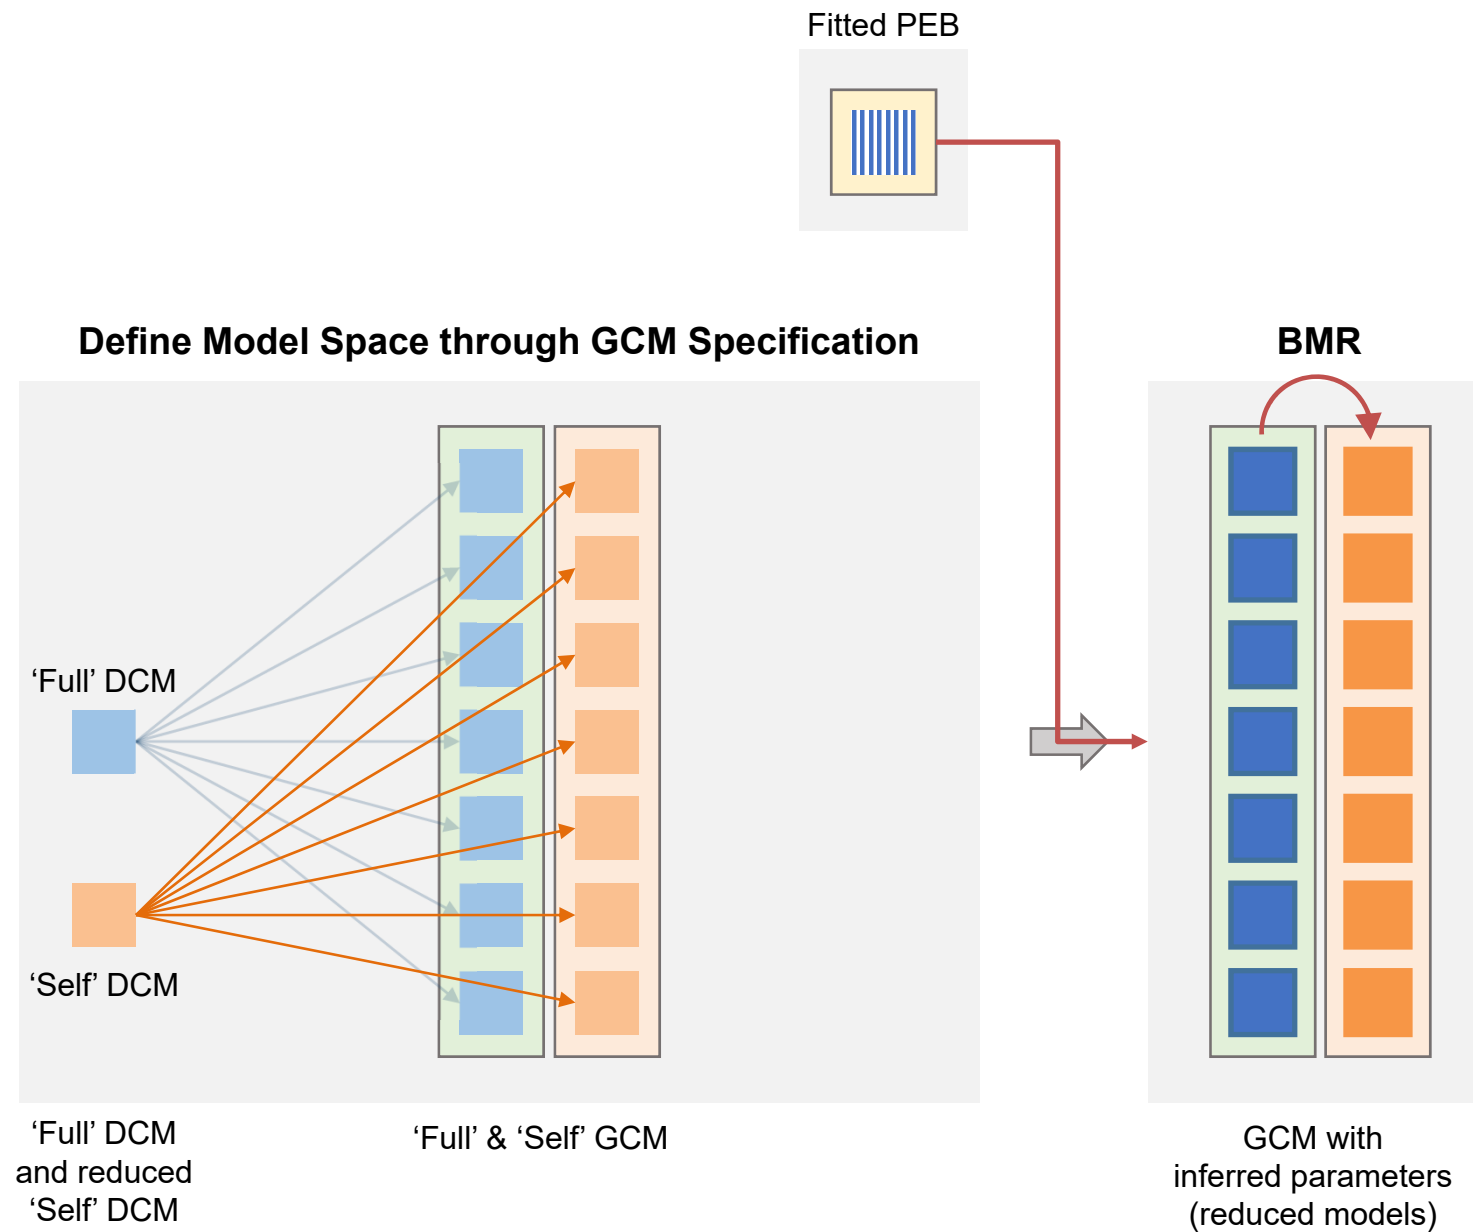 Fitted PEB
Define Model Space through GCM Specification
BMR
‘Full’ DCM
‘Self’ DCM
‘Full’ DCM
and reduced
‘Self’ DCM
‘Full’ & ‘Self’ GCM
GCM with
inferred parameters
(reduced models)